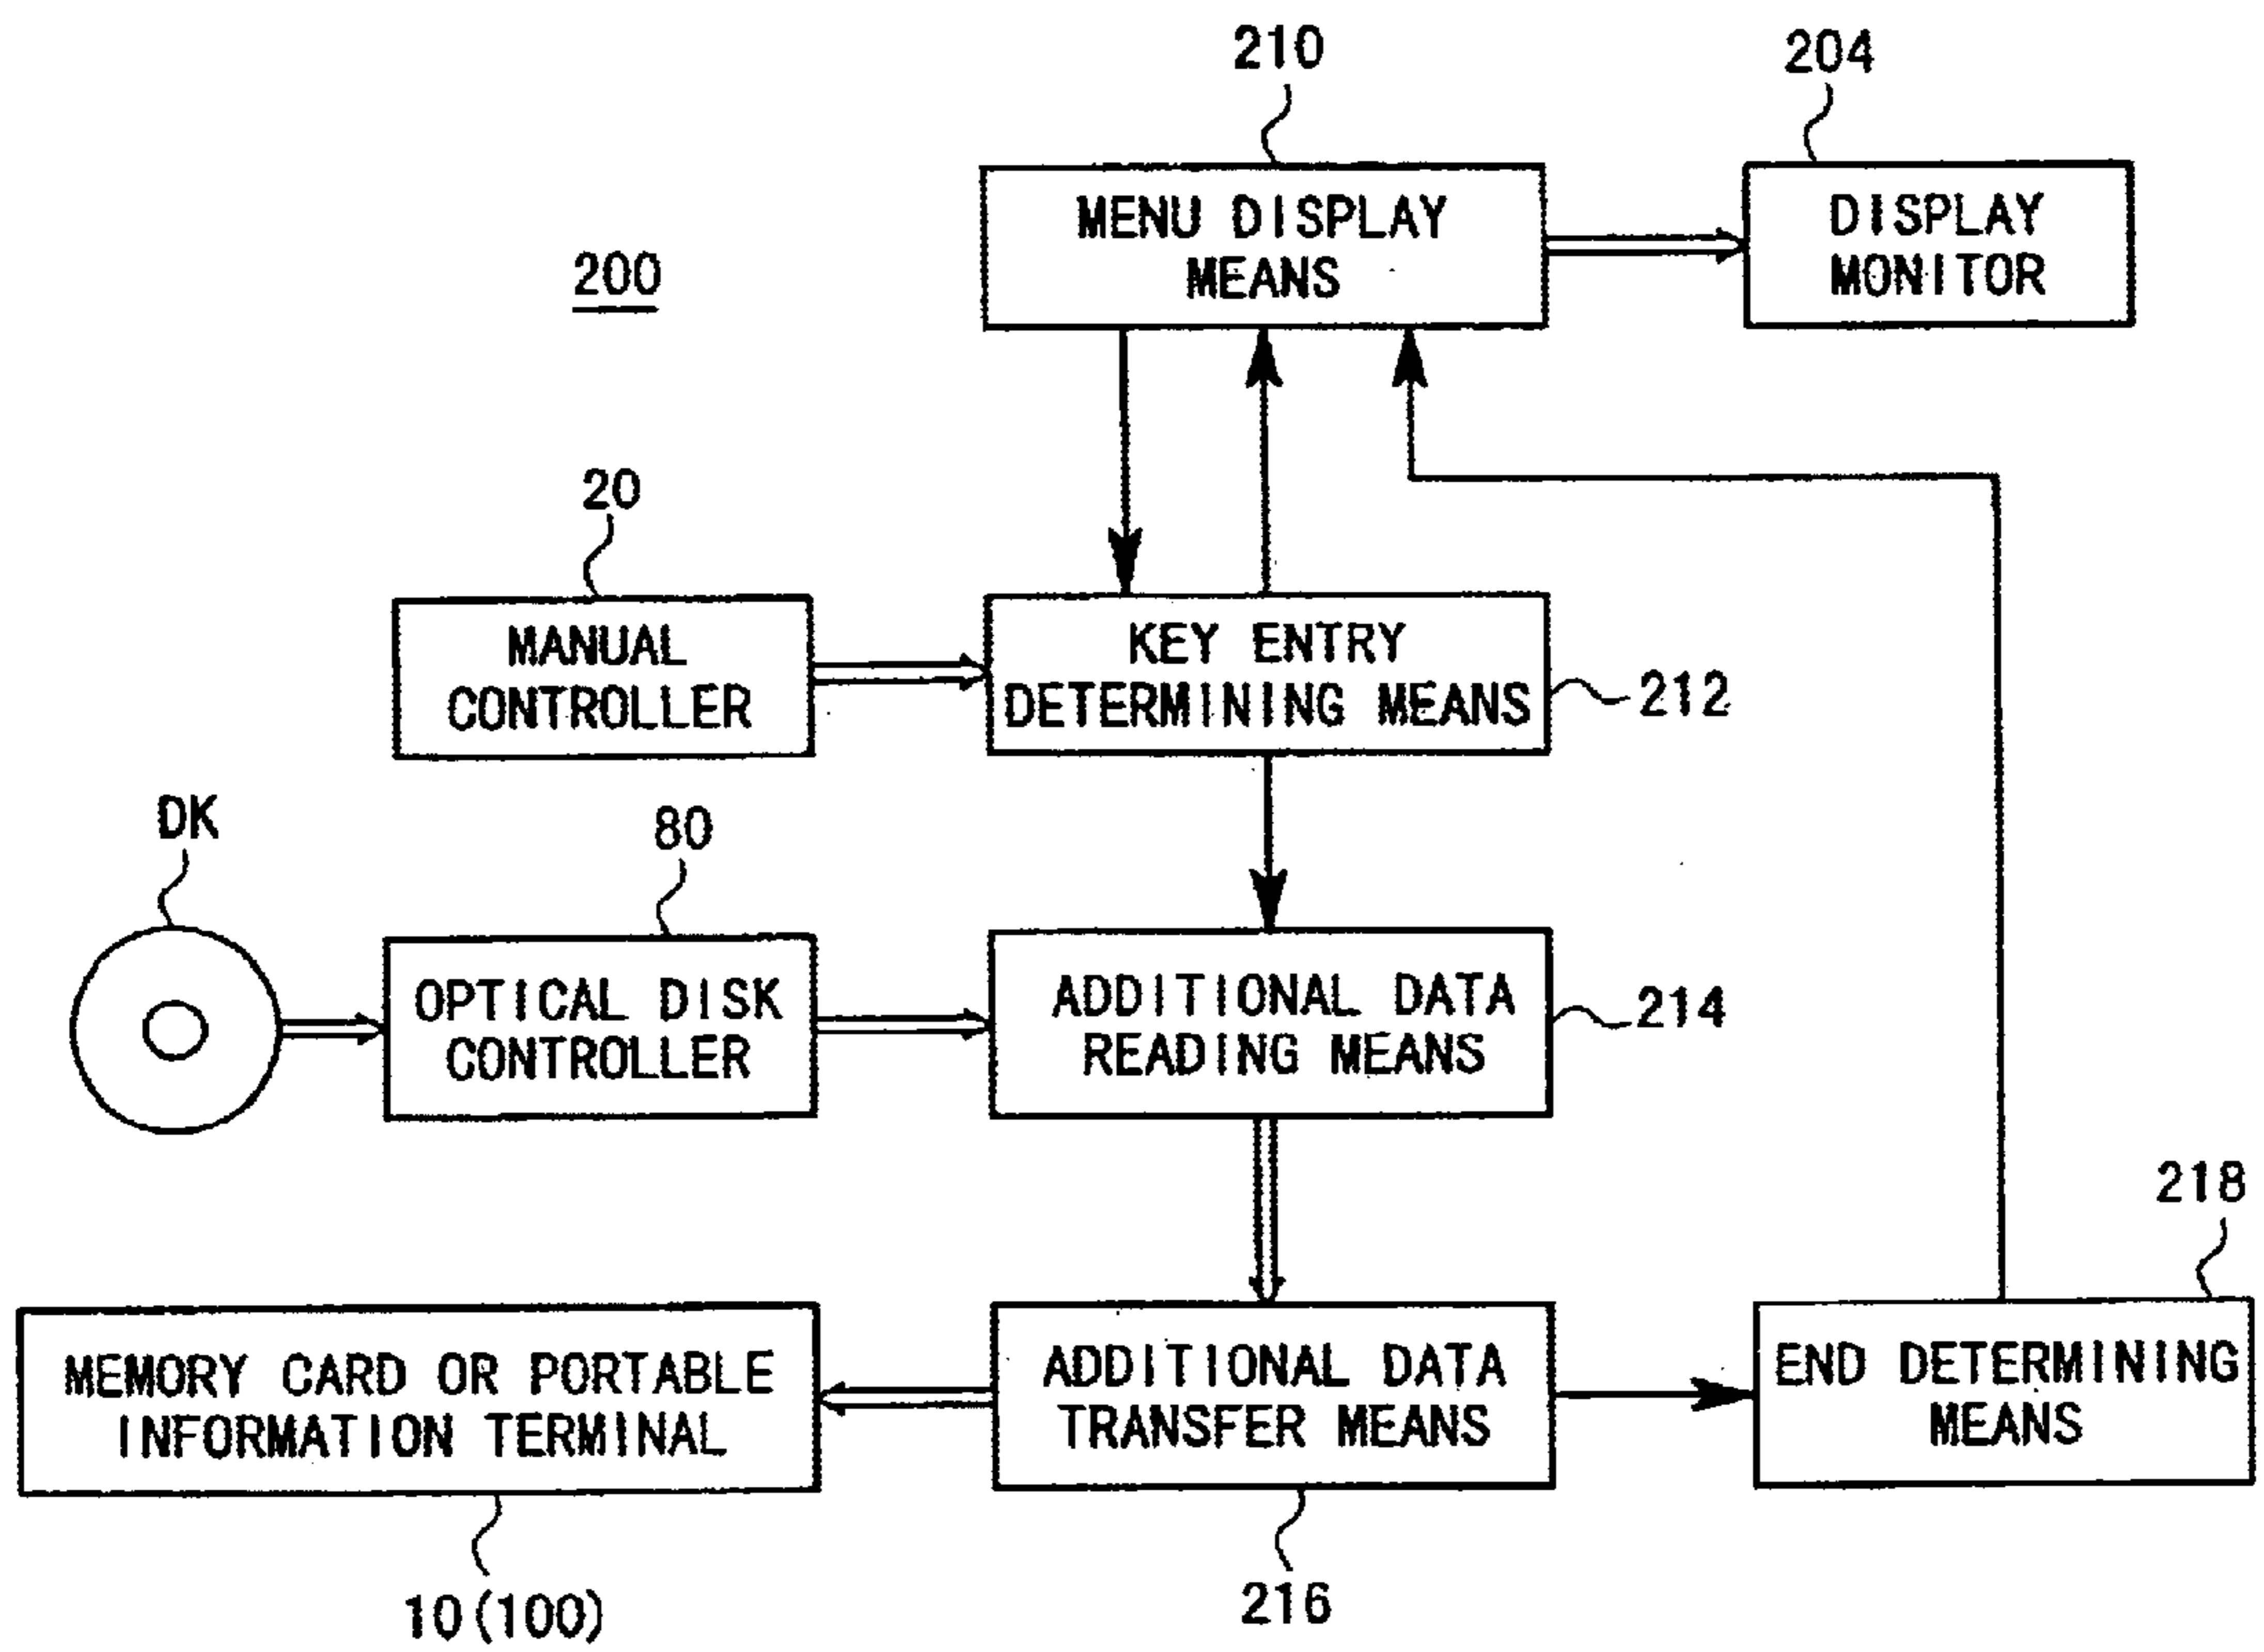 210
204
MENU DISPLAY
MEANS
DISPLAY
MONITOR
200
20
MANUAL
CONTROLLER
KEY ENTRY
DETERMINING MEANS
212
DK
80
OPTICAL DISK
CONTROLLER
ADDITIONAL DATA
READING MEANS
214
218
MEMORY CARD OR PORTABLE
INFORMATION TERMINAL
ADDITIONAL DATA
TRANSFER MEANS
END DETERMINING
MEANS
10(100)
216